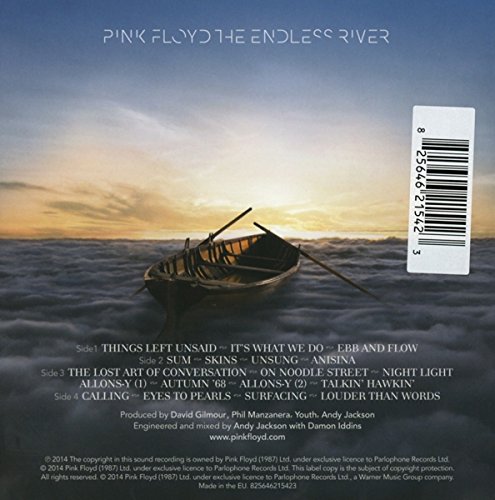 PINK FLOYD THE ENDLESS RIVER
8 25646 21542 3
Side1 THINGS LEFT UNSAID IT'S WHAT WE DO EBB AND FLOW
Side 2 SUM SKINS UNSUNG ANISINA
Side 3 THE LOST ART OF CONVERSATION ON NOODLE STREET NIGHT LIGHT
ALLONS-Y (1) AUTUMN '68 ALLONS-Y (2) TALKIN' HAWKIN'
Side 4 CALLING EYES TO PEARLS SURFACING LOUDER THAN WORDS
Produced by David Gilmour, Phil Manzanera, Youth, Andy Jackson
Engineered and mixed by Andy Jackson with Damon Iddins
www.pinkfloyd.com
℗ 2014 The copyright in this sound recording is owned by Pink Floyd (1987) Ltd. under exclusive licence to Parlophone Records Ltd.
© 2014 Pink Floyd (1987) Ltd. under exclusive licence to Parlophone Records Ltd. This label copy is the subject of copyright protection.
All rights reserved. © 2014 Pink Floyd (1987) Ltd. under exclusive licence to Parlophone Records Ltd., a Warner Music Group company.
Made in the EU. 825646215423